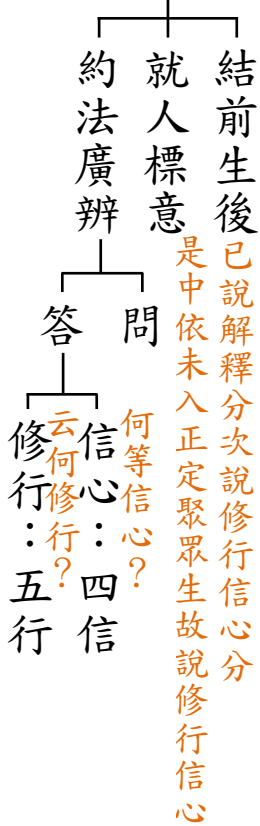 結前生後
已說解釋分次說修行信心分
就人標意
是中依未入正定聚眾生故說修行信心
約法廣辨
問
何等信心？
云何修行？
答
信心：四信
修行：五行